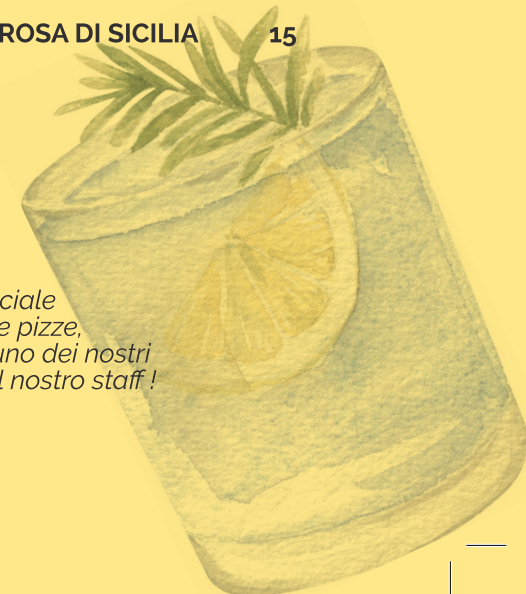 ROSA DI SICILIA 15
ciale
e pizze,
uno dei nostri
l nostro staff !